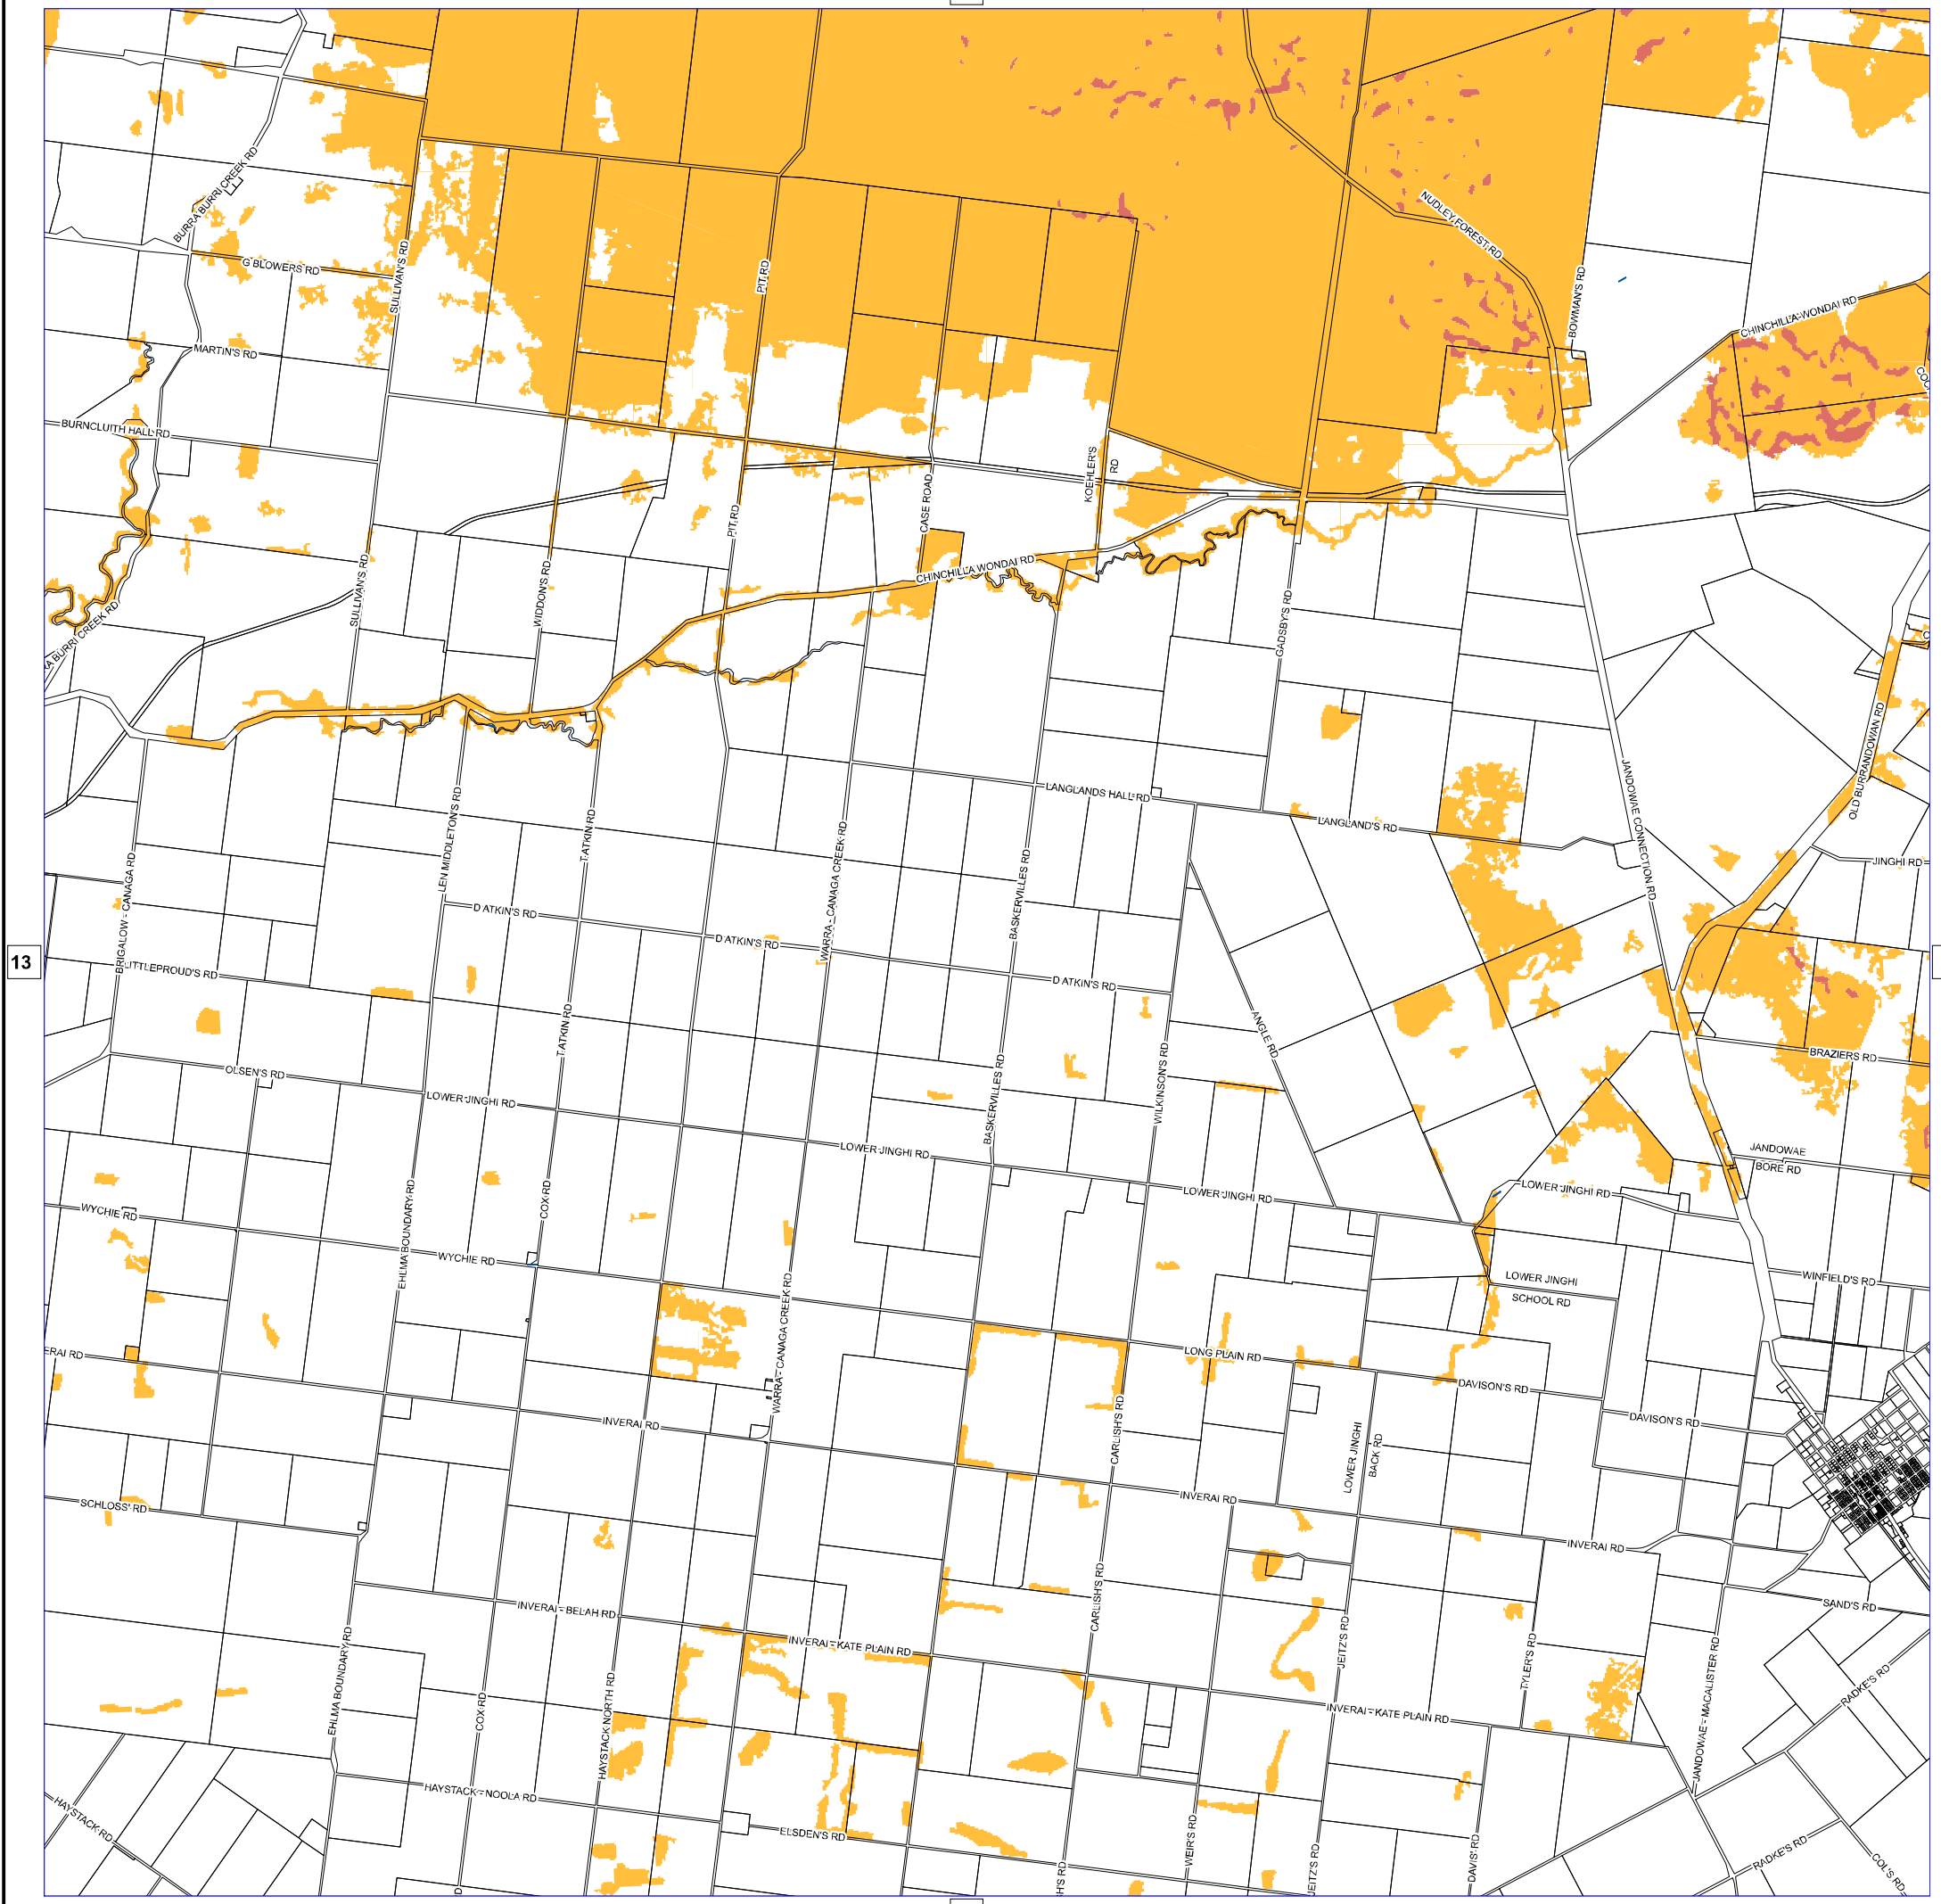 BURRA BURRI CREEK RD
NUDLEY FOREST RD
G BLOWERS RD
SULLIVAN'S RD
PIT RD
BOWMAN'S RD
CHINCHILLA-WONDAI RD
MARTIN'S RD
BURNCLUITH HALL RD
KOEHLER'S
RD
CASE ROAD
PIT RD
CHINCHILLA WONDAI RD
SULLIVAN'S RD
WIDDON'S RD
GADSBY'S RD
RA BURRI CREEK RD
OLD BURRANDOWAN RD
JANDOWAE CONNECTION RD
LANGLANDS HALL RD
LANGLAND'S RD
LEN MIDDLETON'S RD
T ATKIN RD
WARRA - CANAGA CREEK RD
BASKERVILLES RD
JINGHI RD
BRIGALOW - CANAGA RD
D ATKIN'S RD
D ATKIN'S RD
13
LITTLEPROUD'S RD
D ATKIN'S RD
T ATKIN RD
ANGLE RD
BRAZIERS RD
OLSEN'S RD
LOWER JINGHI RD
BASKERVILLES RD
WILKINSON'S RD
LOWER JINGHI RD
JANDOWAE
BORE RD
LOWER JINGHI RD
LOWER JINGHI RD
WYCHIE RD
EHLMA BOUNDARY RD
COX RD
WYCHIE RD
WARRA - CANAGA CREEK RD
LOWER JINGHI
SCHOOL RD
WINFIELD'S RD
ERAI RD
LONG PLAIN RD
DAVISON'S RD
DAVISON'S RD
INVERAI RD
CARLISH'S RD
LOWER JINGHI
BACK RD
SCHLOSS' RD
INVERAI RD
INVERAI RD
INVERAI - BELAH RD
CARLISH'S RD
SAND'S RD
INVERAI - KATE PLAIN RD
EHLMA BOUNDARY RD
JEITZ'S RD
TYLER'S RD
JANDOWAE - MACALISTER RD
RADKE'S RD
COX RD
HAYSTACK NORTH RD
INVERAI - KATE PLAIN RD
HAYSTACK - NOOLA RD
HAYSTACK RD
ELSDEN'S RD
WEIR'S RD
JEITZ'S RD
DAVIS' RD
RADKE'S RD
COL'S RD
H'S RD
D